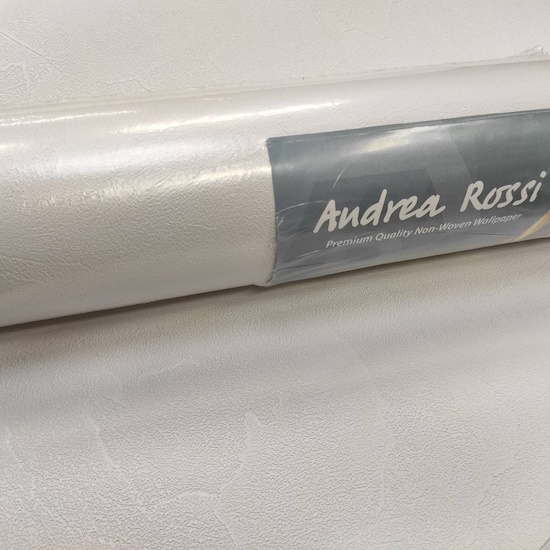 Andrea Rossi
Premium Quality Non-Woven Wallpaper